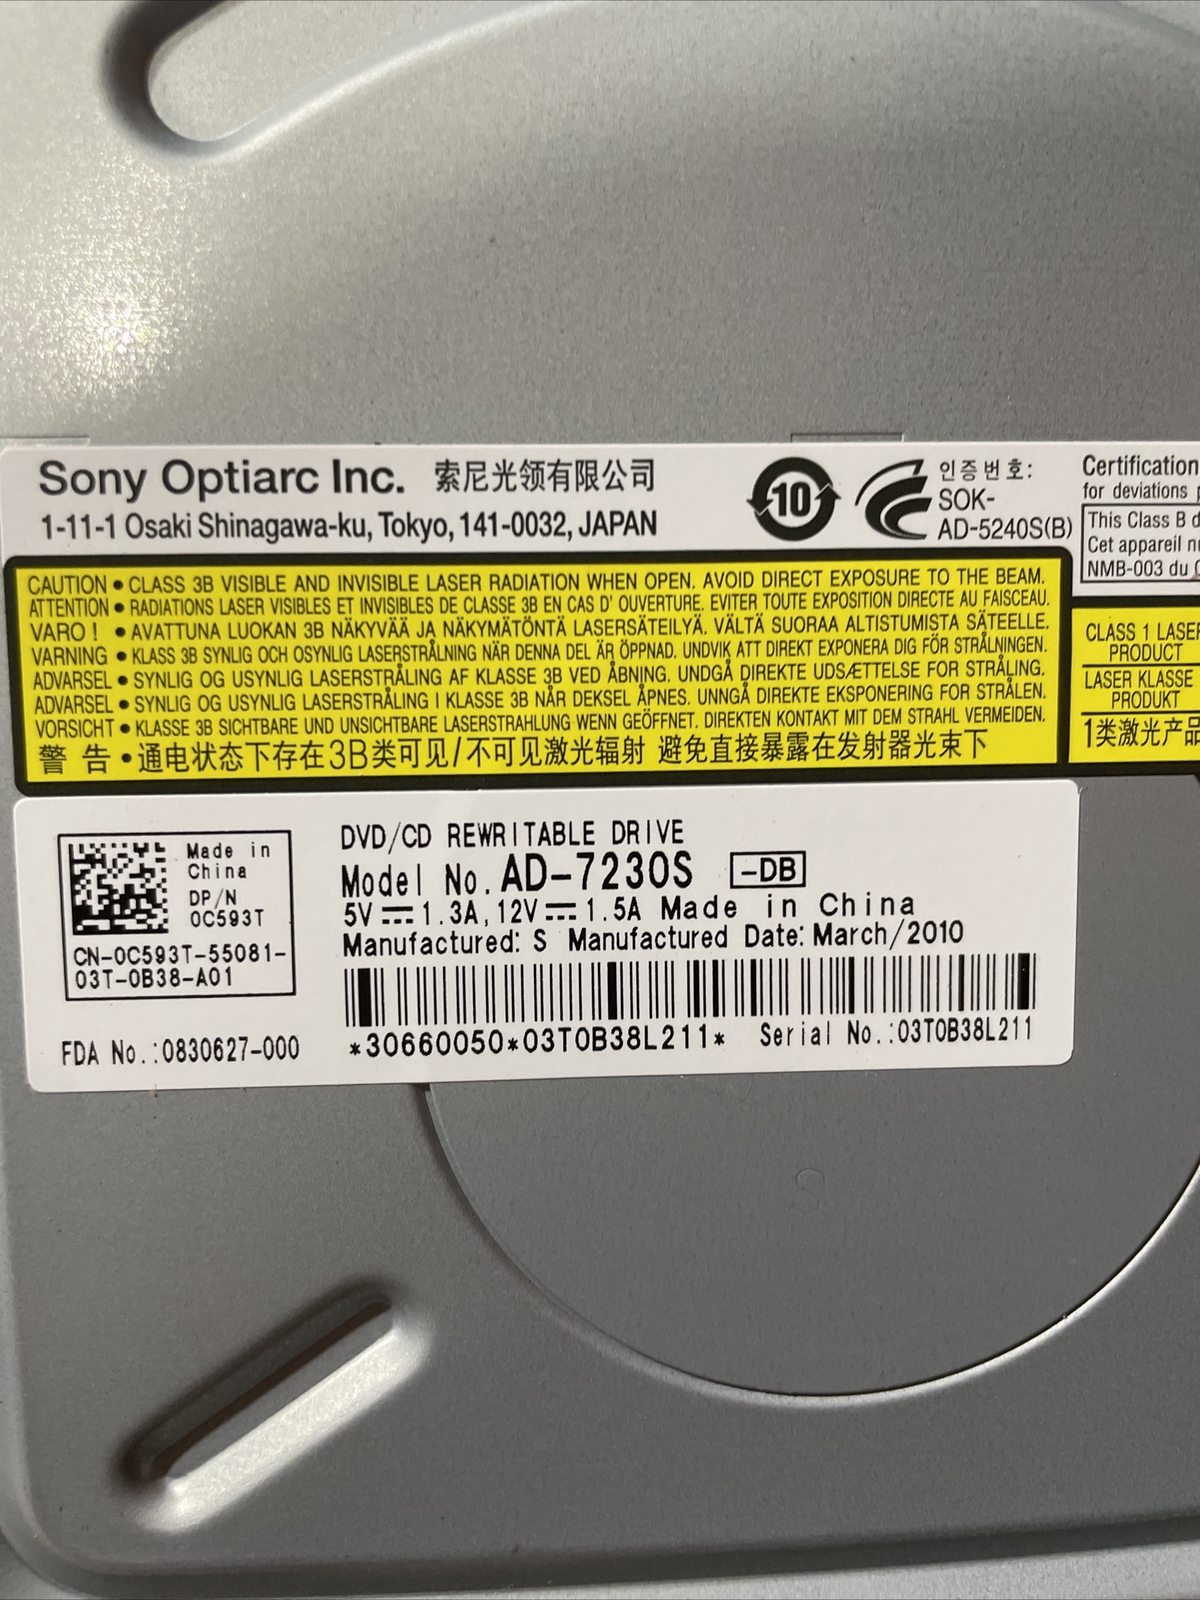 Sony Optiarc Inc. 索尼光领有限公司
1-11-1 Osaki Shinagawa-ku, Tokyo, 141-0032, JAPAN
10
인증번호:
SOK-
AD-5240S(B)
Certification
for deviations
This Class B
Cet appareil
NMB-003 du
CAUTION • CLASS 3B VISIBLE AND INVISIBLE LASER RADIATION WHEN OPEN. AVOID DIRECT EXPOSURE TO THE BEAM.
ATTENTION • RADIATIONS LASER VISIBLES ET INVISIBLES DE CLASSE 3B EN CAS D' OUVERTURE. EVITER TOUTE EXPOSITION DIRECTE AU FAISCEAU.
VARO! • AVATTUNA LUOKAN 3B NÄKYVÄÄ JA NÄKYMÄTÖNTÄ LASERSÄTEILYÄ. VÄLTÄ SUORAA ALTISTUMISTA SÄTEELLE.
VARNING • KLASS 3B SYNLIG OCH OSYNLIG LASERSTRÅLNING NÄR DENNA DEL ÄR ÖPPNAD. UNDVIK ATT DIREKT EXPONERA DIG FÖR STRÅLNINGEN.
ADVARSEL • SYNLIG OG USYNLIG LASERSTRÅLING AF KLASSE 3B VED ÅBNING. UNDGÅ DIREKTE UDSÆTTELSE FOR STRÅLING.
ADVARSEL • SYNLIG OG USYNLIG LASERSTRÅLING I KLASSE 3B NÅR DEKSEL ÅPNES. UNNGÅ DIREKTE EKSPONERING FOR STRÅLEN.
VORSICHT • KLASSE 3B SICHTBARE UND UNSICHTBARE LASERSTRAHLUNG WENN GEÖFFNET. DIREKTEN KONTAKT MIT DEM STRAHL VERMEIDEN.
警 告 • 通电状态下存在3B类可见/不可见激光辐射 避免直接暴露在发射器光束下
CLASS 1 LASER
PRODUCT
LASER KLASSE
PRODUKT
1类激光产品
Made in
China
DP/N
0C593T
CN-0C593T-55081-
03T-0B38-A01
FDA No.:0830627-000
DVD/CD REWRITABLE DRIVE
Model No. AD-7230S -DB
5V⎓1.3A, 12V⎓1.5A Made in China
Manufactured: S Manufactured Date: March/2010
*30660050*03T0B38L211* Serial No.:03T0B38L211